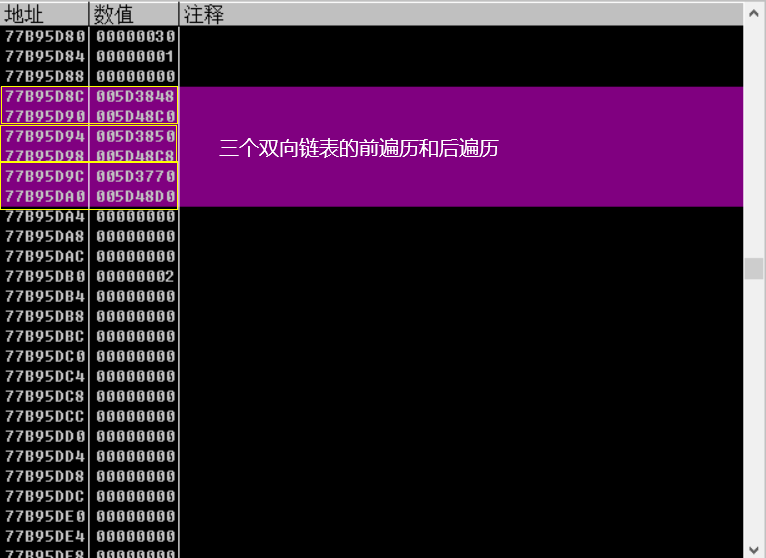 地址 数值 注释
77B95D80 00000030
77B95D84 00000001
77B95D88 00000000
77B95D8C 005D3848
77B95D90 005D48C0
77B95D94 005D3850
三个双向链表的前遍历和后遍历
77B95D98 005D48C8
77B95D9C 005D3770
77B95DA0 005D48D0
77B95DA4 00000000
77B95DA8 00000000
77B95DAC 00000000
77B95DB0 00000002
77B95DB4 00000000
77B95DB8 00000000
77B95DBC 00000000
77B95DC0 00000000
77B95DC4 00000000
77B95DC8 00000000
77B95DCC 00000000
77B95DD0 00000000
77B95DD4 00000000
77B95DD8 00000000
77B95DDC 00000000
77B95DE0 00000000
77B95DE4 00000000
77B95DE8 00000000